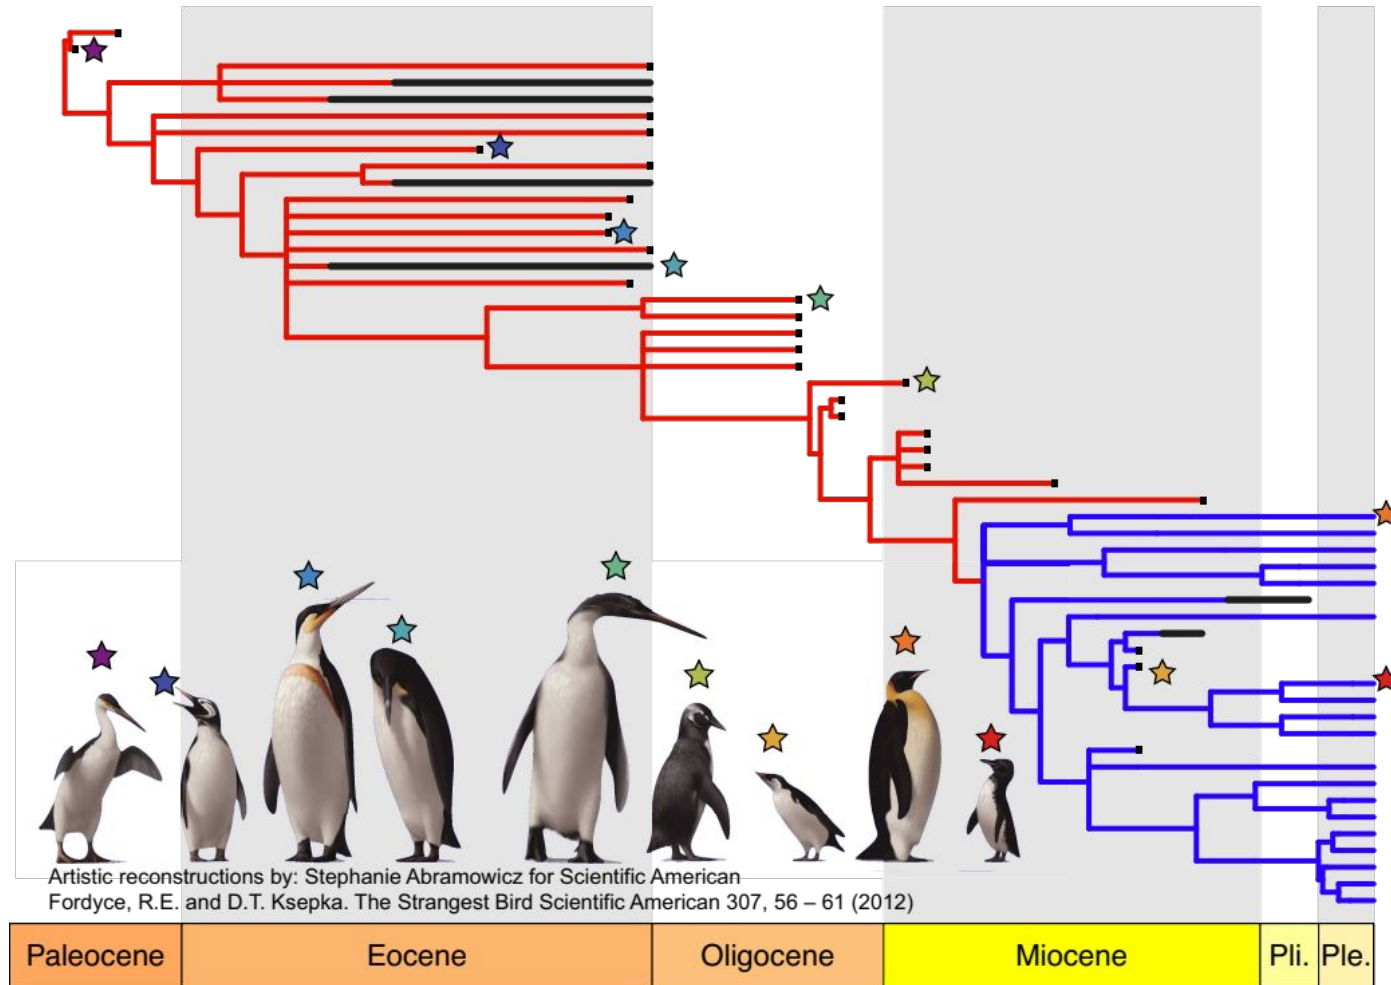 Artistic reconstructions by: Stephanie Abramowicz for Scientific American
Fordyce, R.E. and D.T. Ksepka. The Strangest Bird Scientific American 307, 56 – 61 (2012)
Paleocene Eocene Oligocene Miocene Pli. Ple.